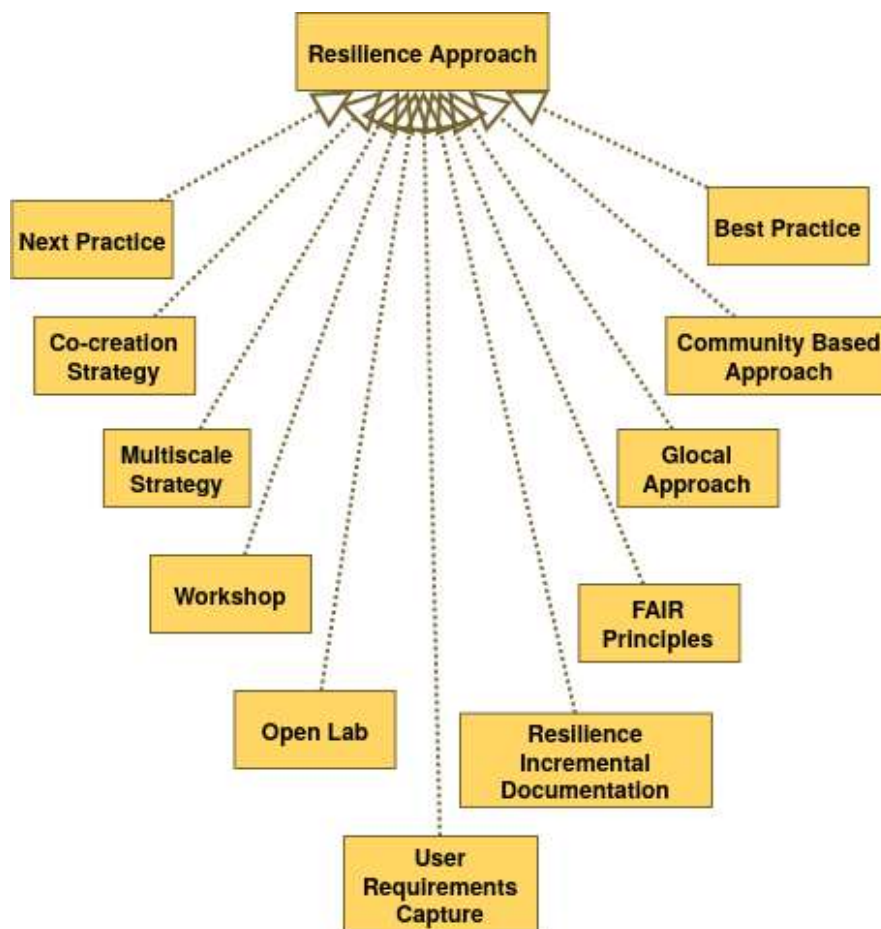 Resilience Approach
Next Practice
Best Practice
Co-creation
Strategy
Community Based
Approach
Multiscale
Strategy
Glocal
Approach
Workshop
FAIR
Principles
Open Lab
Resilience
Incremental
Documentation
User
Requirements
Capture